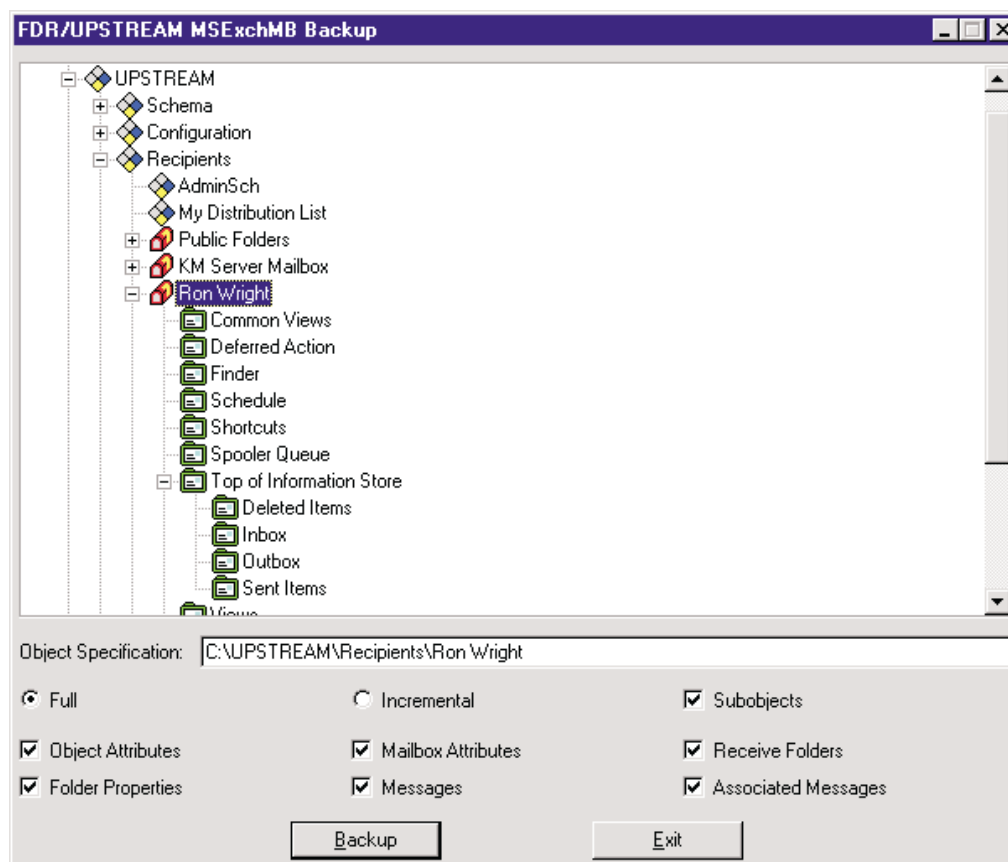 FDR/UPSTREAM MSExchMB Backup
UPSTREAM
Schema
Configuration
Recipients
AdminSch
My Distribution List
Public Folders
KM Server Mailbox
Ron Wright
Common Views
Deferred Action
Finder
Schedule
Shortcuts
Spooler Queue
Top of Information Store
Deleted Items
Inbox
Outbox
Sent Items
Views
Object Specification: C:\UPSTREAM\Recipients\Ron Wright
Full Incremental Subobjects
Object Attributes Mailbox Attributes Receive Folders
Folder Properties Messages Associated Messages
Backup Exit